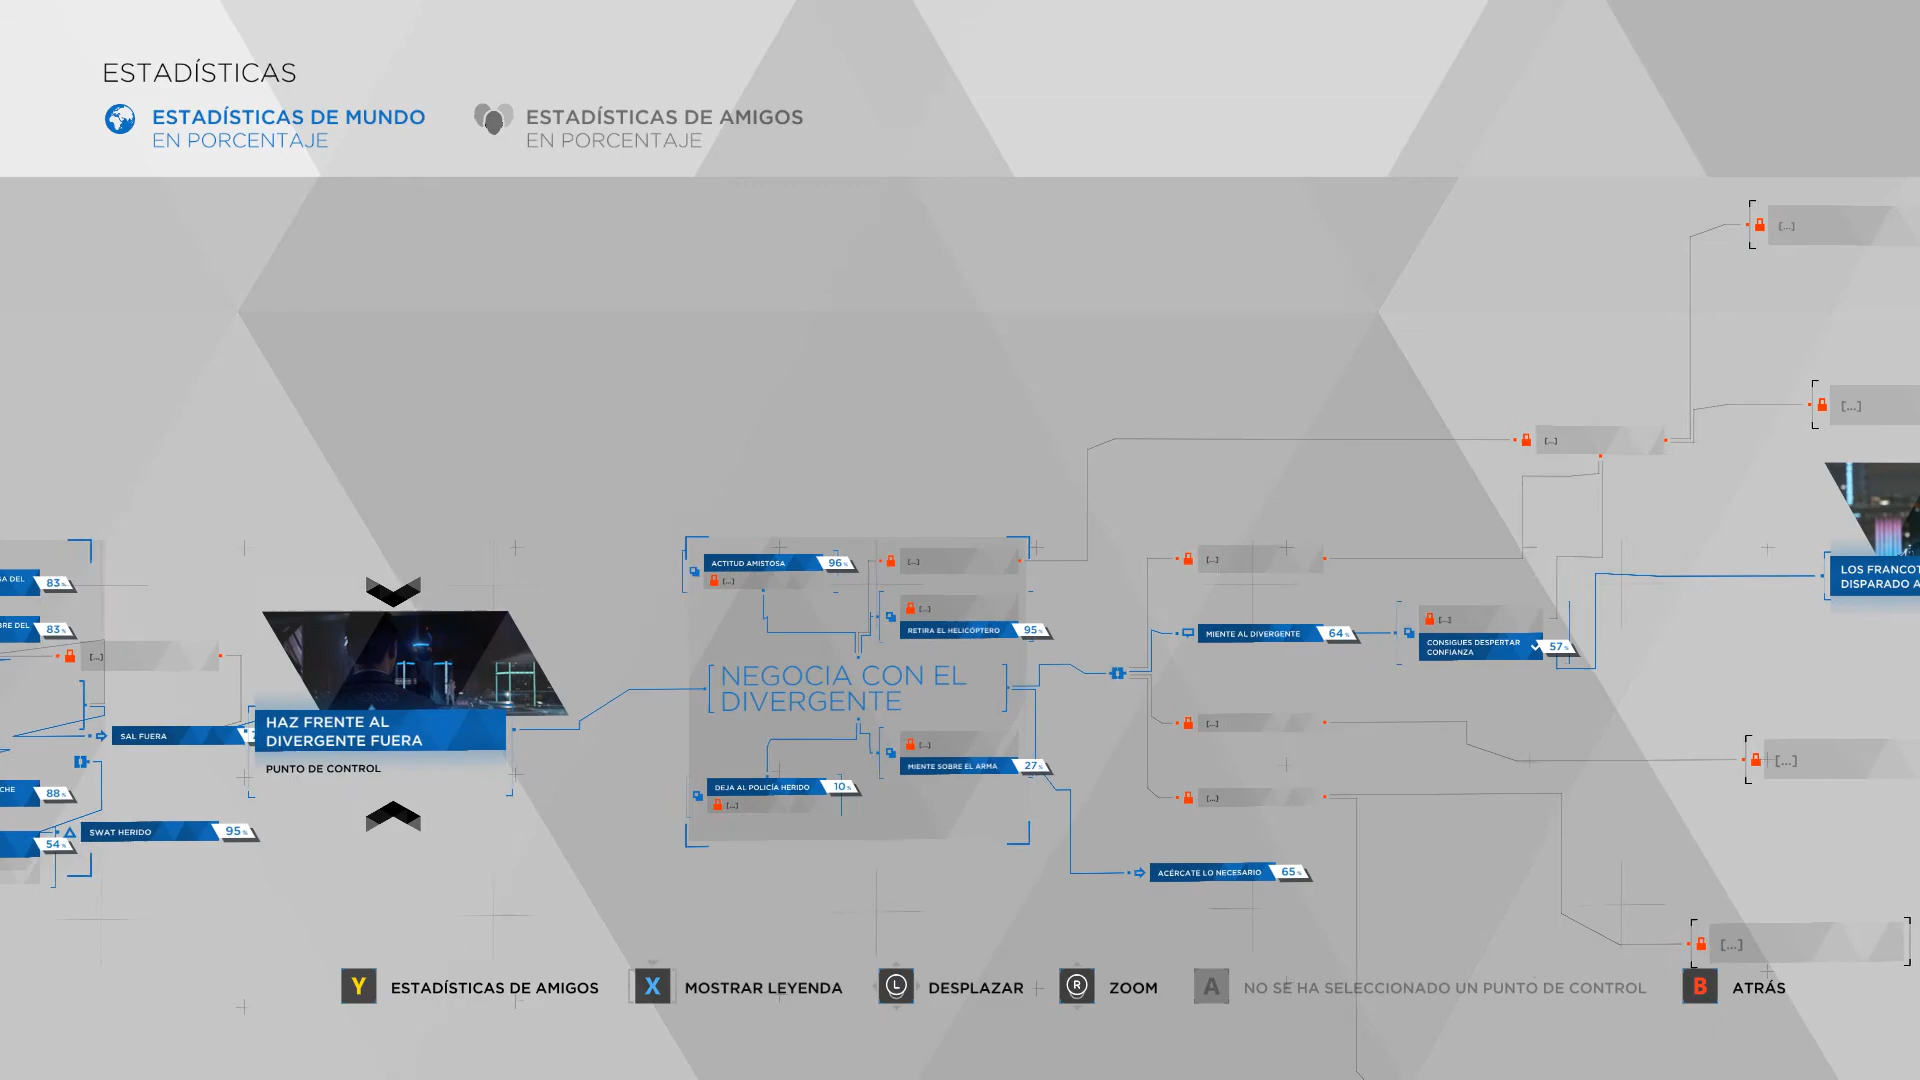 ESTADÍSTICAS
ESTADÍSTICAS DE MUNDO
EN PORCENTAJE
ESTADÍSTICAS DE AMIGOS
EN PORCENTAJE
[...]
[...]
[...]
LOS FRANCOT
DISPARADO A
83%
83%
[...]
SAL FUERA
88%
54%
SWAT HERIDO 95%
HAZ FRENTE AL
DIVERGENTE FUERA
PUNTO DE CONTROL
ACTITUD AMISTOSA 96%
[...]
[...]
[...]
RETIRA EL HELICÓPTERO 95%
NEGOCIA CON EL
DIVERGENTE
[...]
MIENTE SOBRE EL ARMA 27%
DEJA AL POLICÍA HERIDO 10%
[...]
[...]
MIENTE AL DIVERGENTE 64%
[...]
CONSIGUES DESPERTAR
CONFIANZA
57%
[...]
[...]
ACÉRCATE LO NECESARIO 65%
[...]
[...]
Y ESTADÍSTICAS DE AMIGOS
X MOSTRAR LEYENDA
L DESPLAZAR
R ZOOM
A NO SE HA SELECCIONADO UN PUNTO DE CONTROL
B ATRÁS